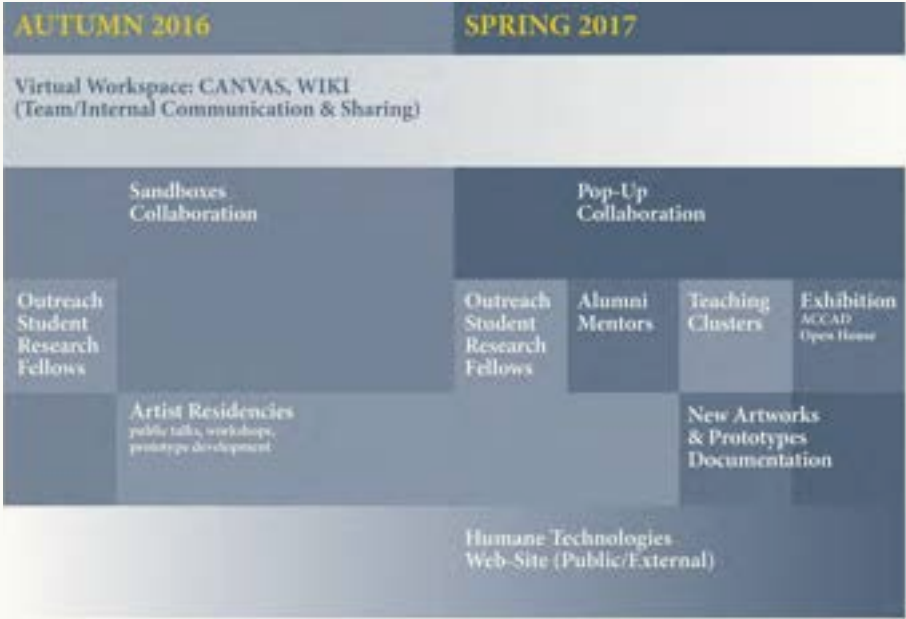 AUTUMN 2016
SPRING 2017
Virtual Workspace: CANVAS, WIKI
(Team/Internal Communication & Sharing)
Sandboxes
Collaboration
Pop-Up
Collaboration
Outreach
Student
Research
Fellows
Outreach
Student
Research
Fellows
Alumni
Mentors
Teaching
Clusters
Exhibition
ACCAD
Open House
Artist Residencies
public talks, workshops,
prototype development
New Artworks
& Prototypes
Documentation
Humane Technologies
Web-Site (Public/External)